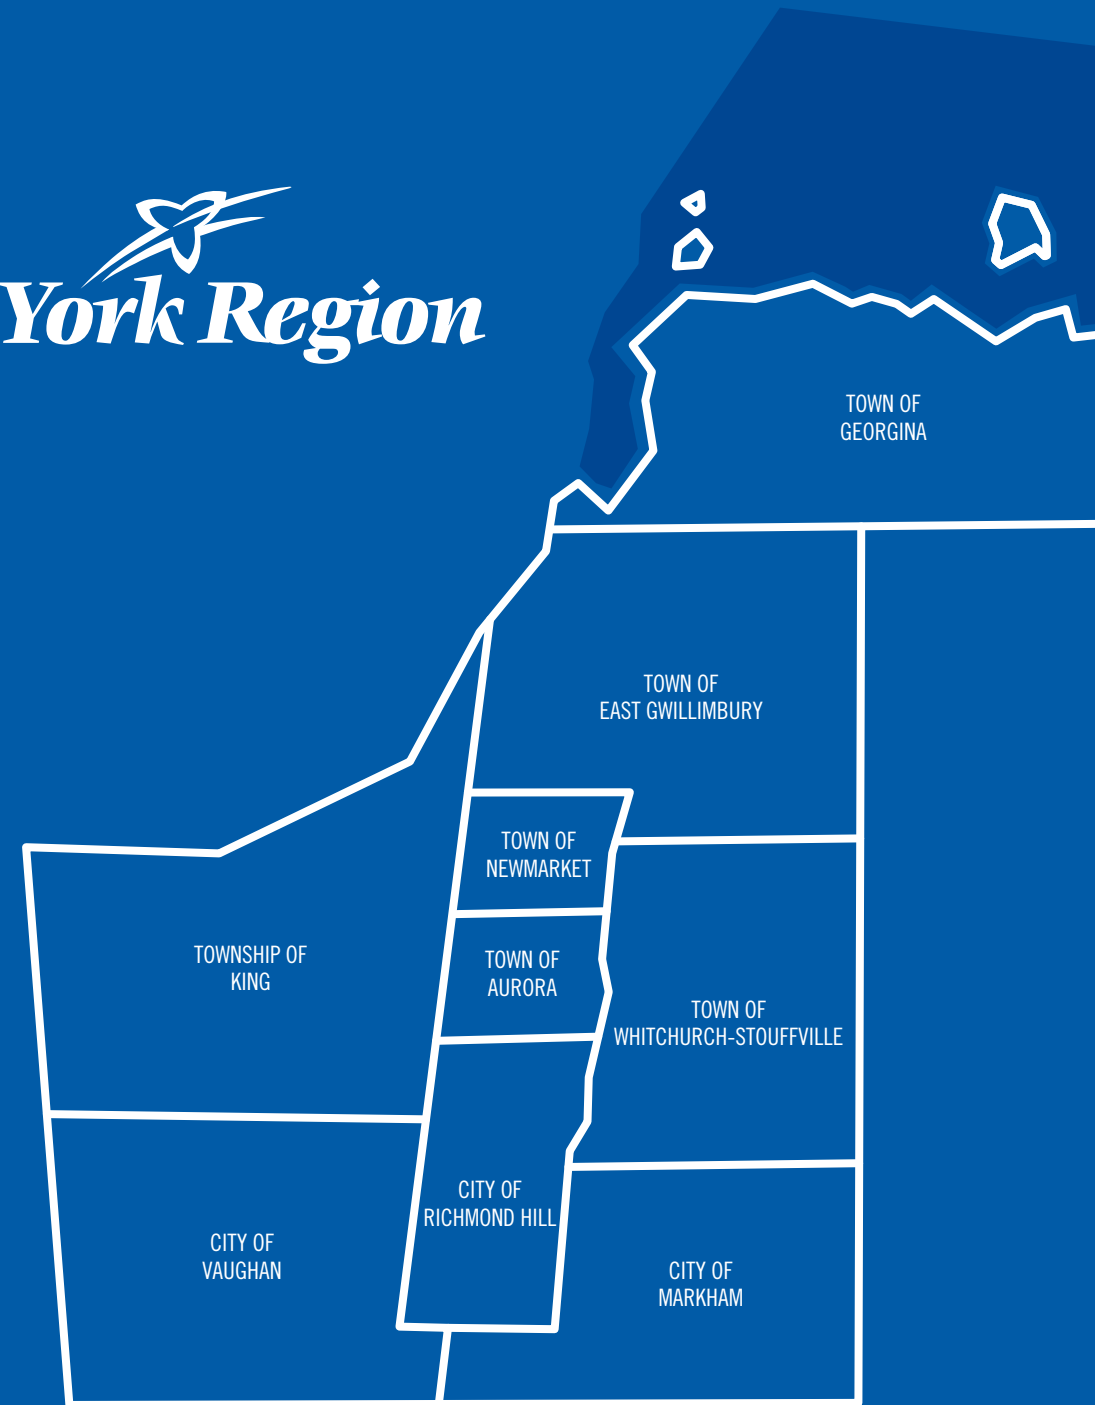 York Region
TOWN OF
GEORGINA
TOWN OF
EAST GWILLIMBURY
TOWN OF
NEWMARKET
TOWNSHIP OF
KING
TOWN OF
AURORA
TOWN OF
WHITCHURCH-STOUFFVILLE
CITY OF
RICHMOND HILL
CITY OF
VAUGHAN
CITY OF
MARKHAM